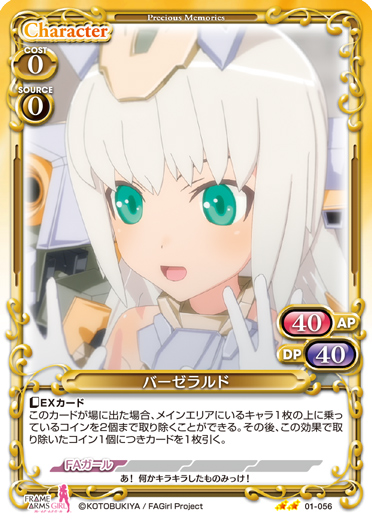 Precious Memories
Character
COST
0
SOURCE
0
40 AP
DP 40
バーゼラルド
EXカード
このカードが場に出た場合、メインエリアにいるキャラ1枚の上に乗っ
ているコインを2個まで取り除くことができる。その後、この効果で取
り除いたコイン1個につきカードを1枚引く。
FAガール
あ！何かキラキラしたものみっけ！
FRAME
ARMS GIRL
©KOTOBUKIYA / FAGirl Project
01-056